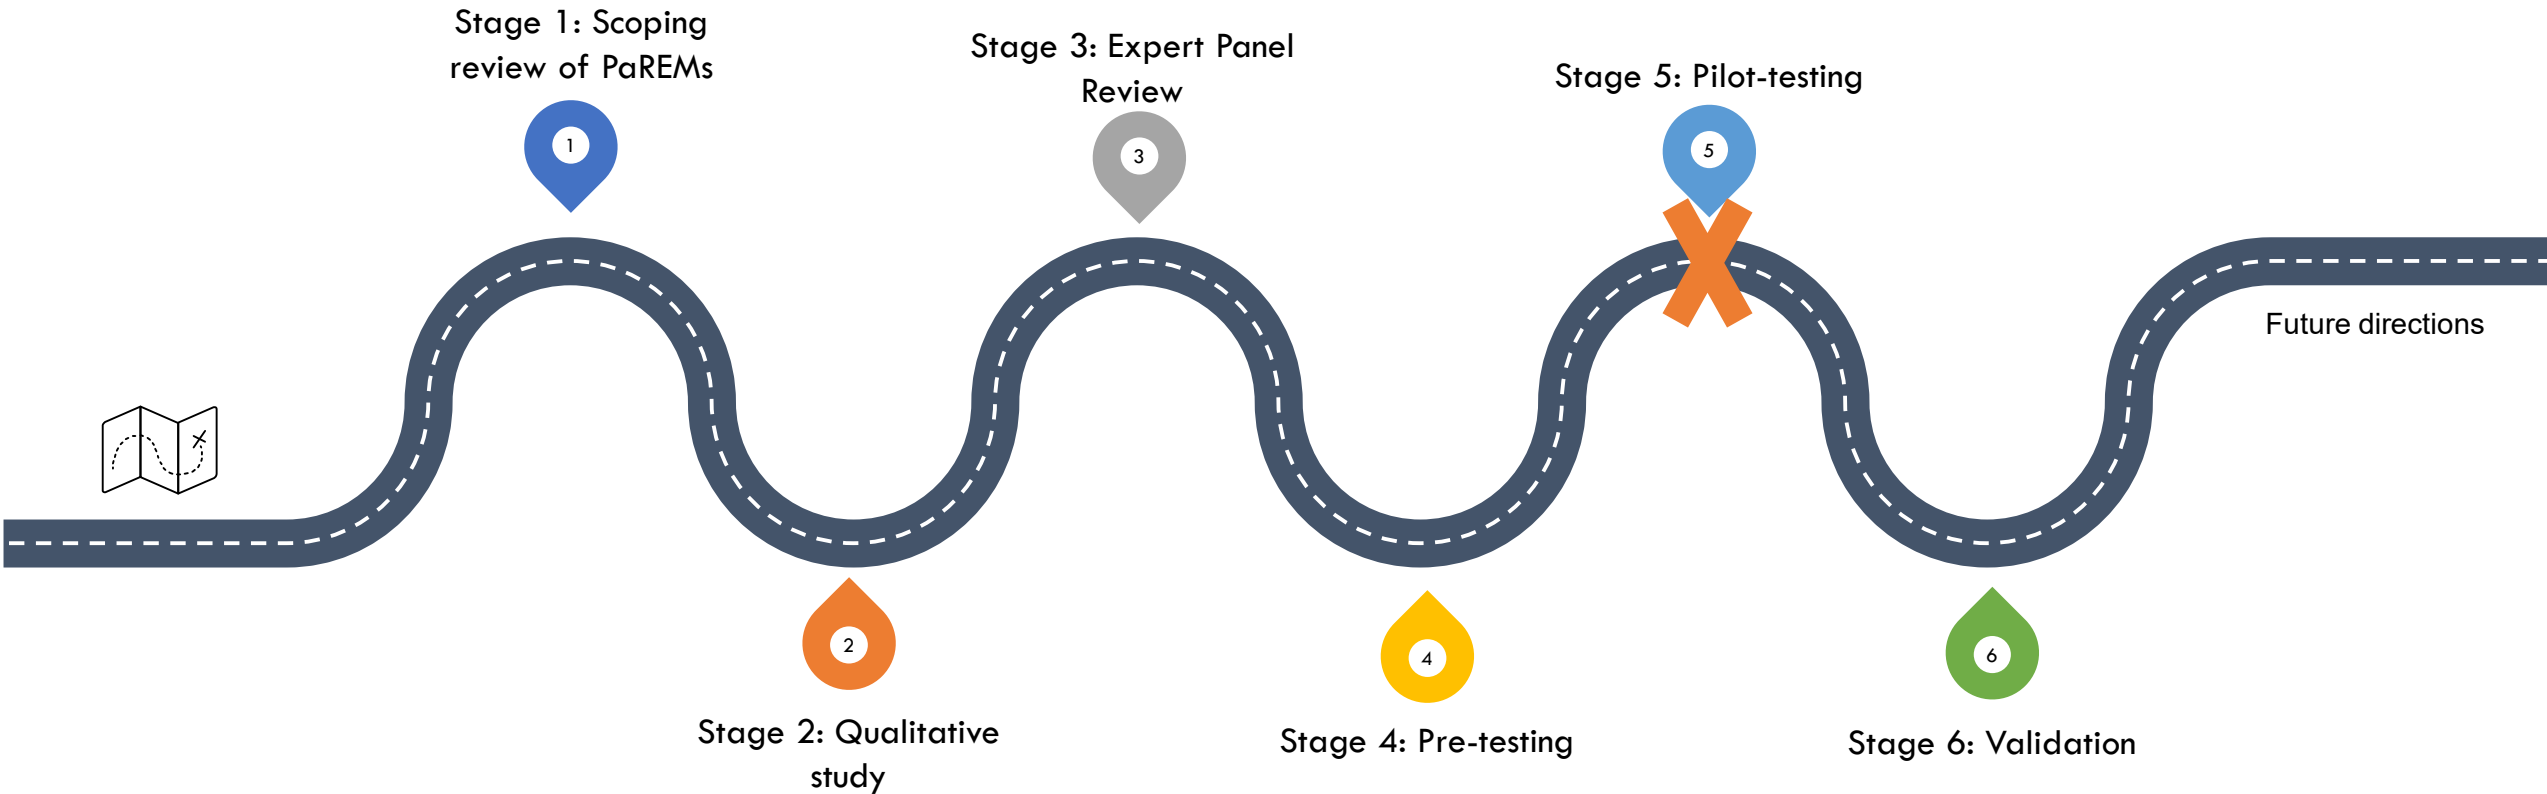 Stage 1: Scoping
review of PaREMs
1
Stage 3: Expert Panel
Review
3
Stage 5: Pilot-testing
5
Future directions
2
Stage 2: Qualitative
study
4
Stage 4: Pre-testing
6
Stage 6: Validation